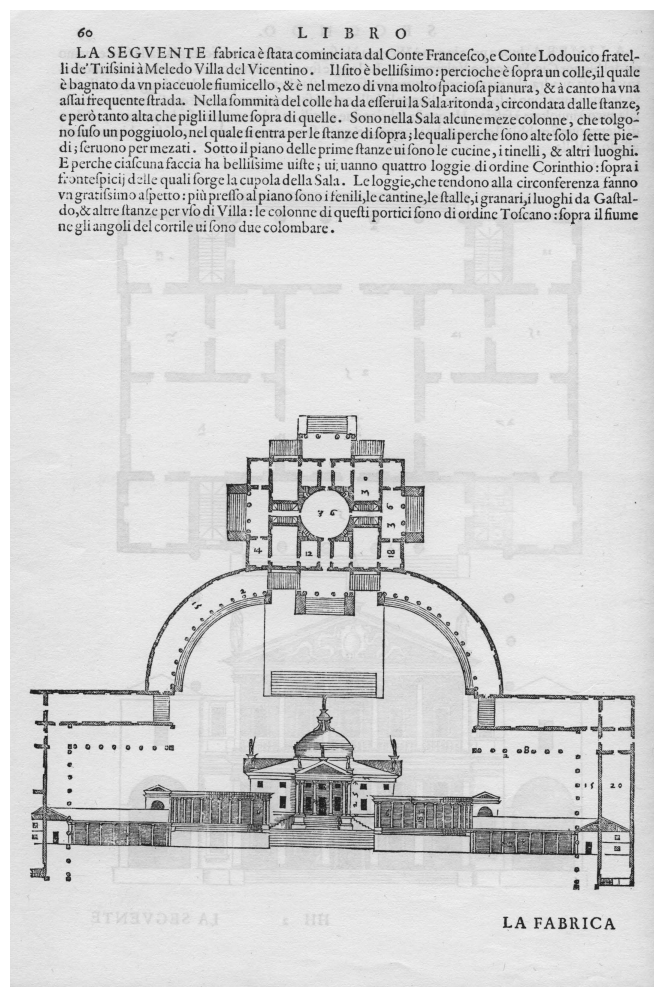 60 LIBRO
LA SEGVENTE fabrica è ſtata cominciata dal Conte Franceſco, e Conte Lodouico fratel-
li de' Triſsini à Meledo Villa del Vicentino. Il ſito è belliſsimo: percioche è ſopra un colle, il quale
è bagnato da vn piaceuole fiumicello, & è nel mezo di vna molto ſpacioſa pianura, & à canto ha vna
aſſai frequente ſtrada. Nella ſommità del colle ha da eſſerui la Sala ritonda, circondata dalle ſtanze,
e però tanto alta che pigli il lume ſopra di quelle. Sono nella Sala alcune meze colonne, che tolgo-
no ſuſo un poggiuolo, nel quale ſi entra per le ſtanze di ſopra; lequali perche ſono alte ſolo ſette pie-
di; ſeruono per mezati. Sotto il piano delle prime ſtanze ui ſono le cucine, i tinelli, & altri luoghi.
E perche ciaſcuna faccia ha belliſsime uiſte; ui uanno quattro loggie di ordine Corinthio: ſopra i
fronteſpicij delle quali ſorge la cupola della Sala. Le loggie, che tendono alla circonferenza fanno
vn gratiſsimo aſpetto: più preſſo al piano ſono i fenili, le cantine, le ſtalle, i granari, i luoghi da Gaſtal-
do, & altre ſtanze per vſo di Villa: le colonne di queſti portici ſono di ordine Toſcano: ſopra il fiume
ne gli angoli del cortile ui ſono due colombare.
30
36
36
14
12
18
15
20
LA FABRICA